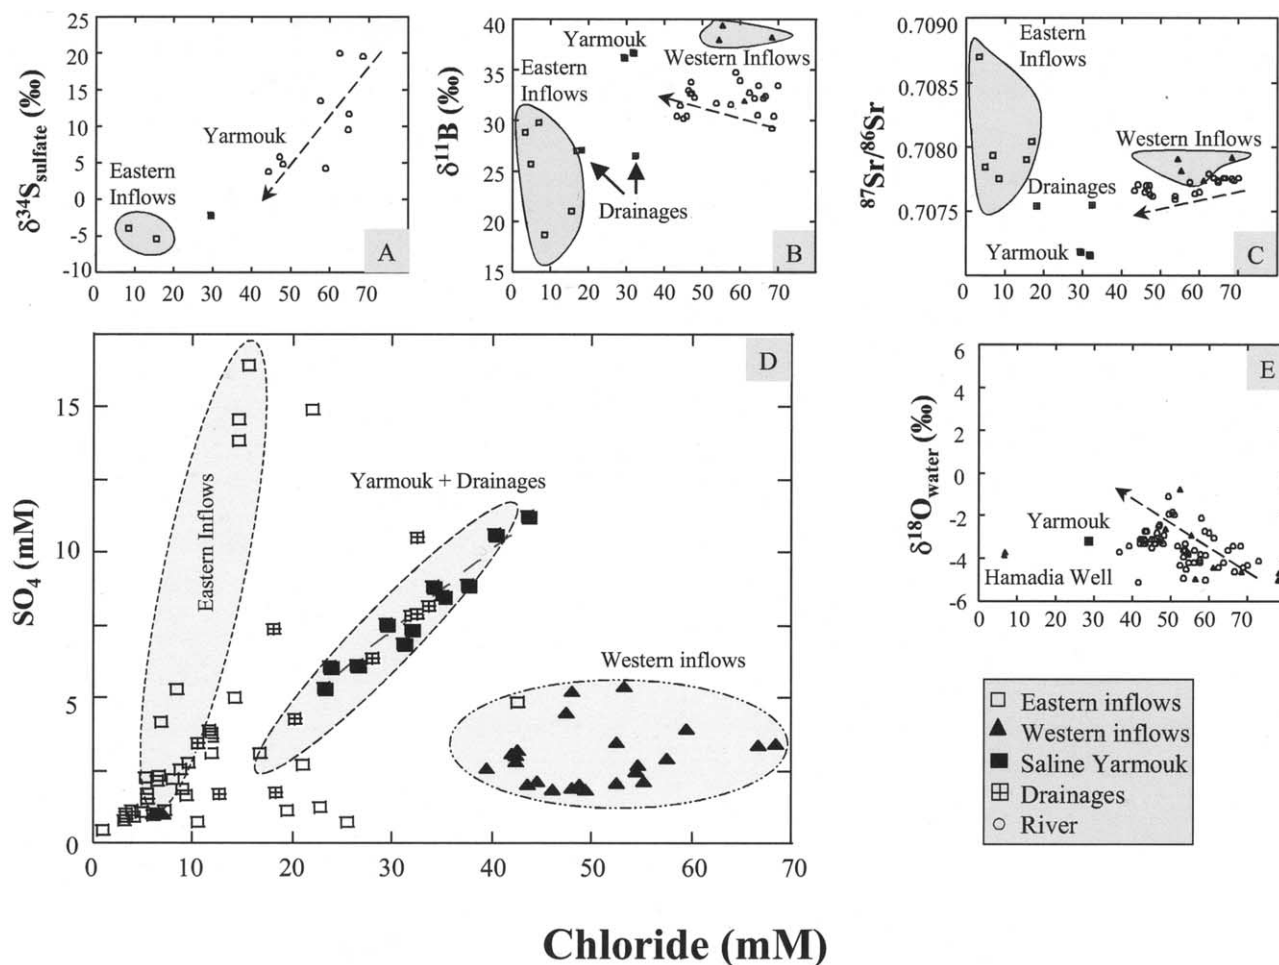 δ³⁴S sulfate (‰)
25
20
15
10
5
0
-5
-10
0 10 20 30 40 50 60 70
Yarmouk
Eastern
Inflows
A
δ¹¹B (‰)
40
35
30
25
20
15
0 10 20 30 40 50 60 70
Yarmouk
Western Inflows
Eastern
Inflows
Drainages
B
⁸⁷Sr/⁸⁶Sr
0.7090
0.7085
0.7080
0.7075
0 10 20 30 40 50 60 70
Eastern
Inflows
Western Inflows
Drainages
Yarmouk
C
SO₄ (mM)
15
10
5
0
0 10 20 30 40 50 60 70
Eastern Inflows
Yarmouk + Drainages
Western inflows
D
δ¹⁸O water (‰)
6
4
2
0
-2
-4
-6
0 10 20 30 40 50 60 70
Yarmouk
Hamadia Well
E
Eastern inflows
Western inflows
Saline Yarmouk
Drainages
River
Chloride (mM)